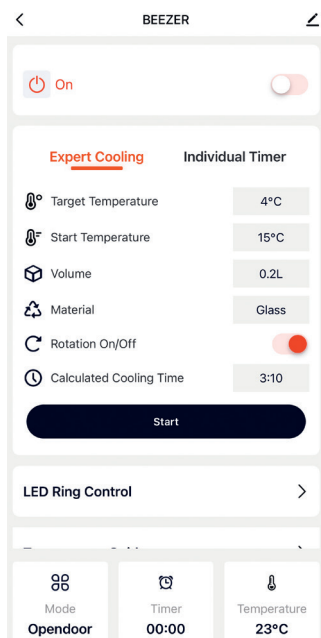 BEEZER
On
Expert Cooling Individual Timer
Target Temperature 4°C
Start Temperature 15°C
Volume 0.2L
Material Glass
Rotation On/Off
Calculated Cooling Time 3:10
Start
LED Ring Control
Mode Timer Temperature
Opendoor 00:00 23°C